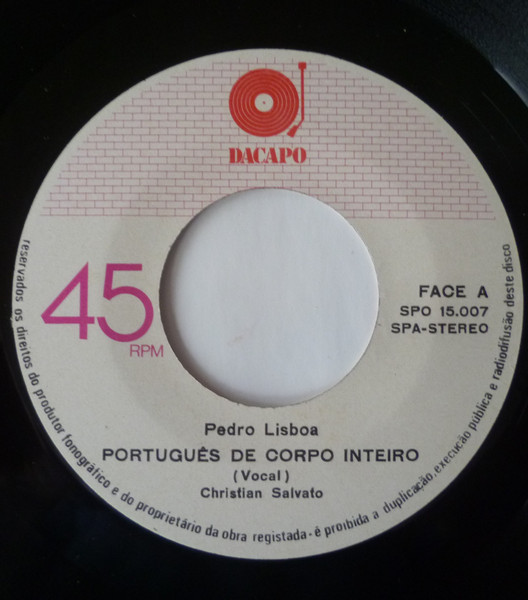 DACAPO
45
RPM
FACE A
SPO 15.007
SPA-STEREO
Pedro Lisboa
PORTUGUÊS DE CORPO INTEIRO
(Vocal)
Christian Salvato
reservados os direitos do produtor fonográfico e do proprietário da obra registada·é proibida a duplicação, execução pública e radiodifusão deste disco